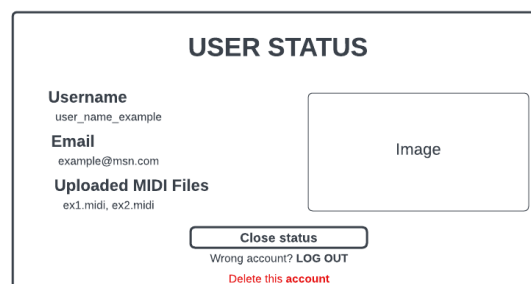 USER STATUS
Username
user_name_example
Email
example@msn.com
Uploaded MIDI Files
ex1.midi, ex2.midi
Image
Close status
Wrong account? LOG OUT
Delete this account